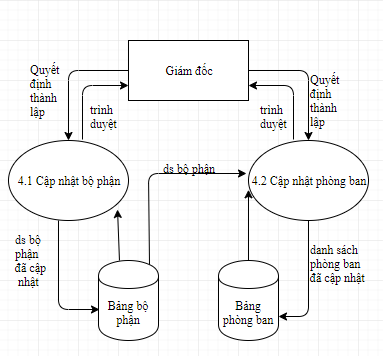 Giám đốc
Quyết
định
thành
lập
trình
duyệt
trình
duyệt
Quyết
định
thành
lập
4.1 Cập nhật bộ phận
ds bộ phận
4.2 Cập nhật phòng ban
ds bộ
phận
đã cập
nhật
danh sách
phòng ban
đã cập nhật
Bảng bộ
phận
Bảng
phòng ban